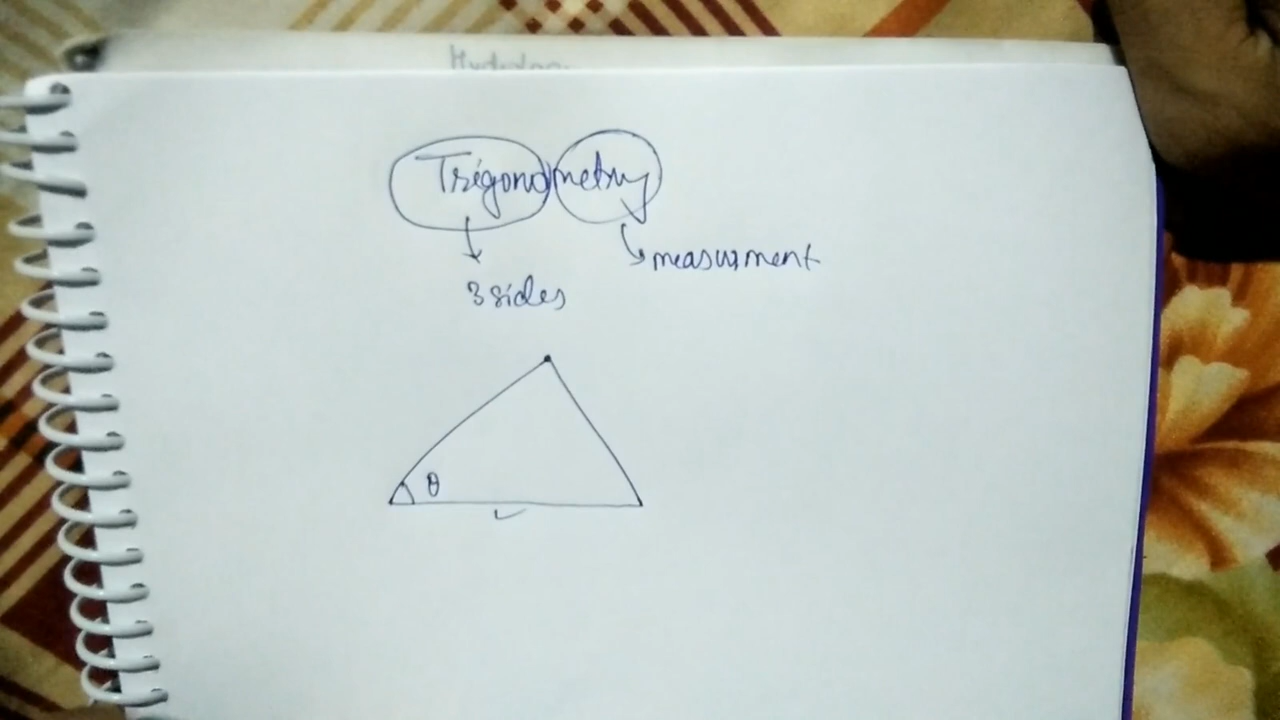 Trigonometry
measurment
3 sides
θ